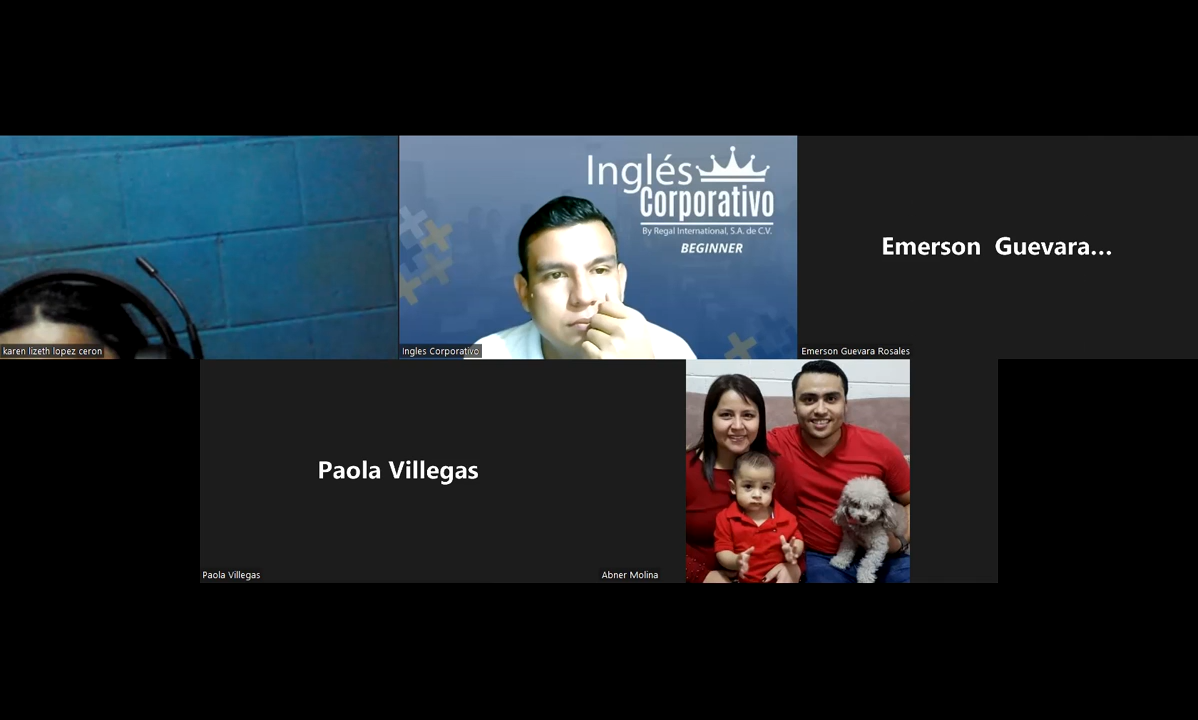 Inglés
Corporativo
By Regal International, S.A. de C.V.
BEGINNER
Emerson Guevara...
karen lizeth lopez ceron
Ingles Corporativo
Emerson Guevara Rosales
Paola Villegas
Paola Villegas
Abner Molina